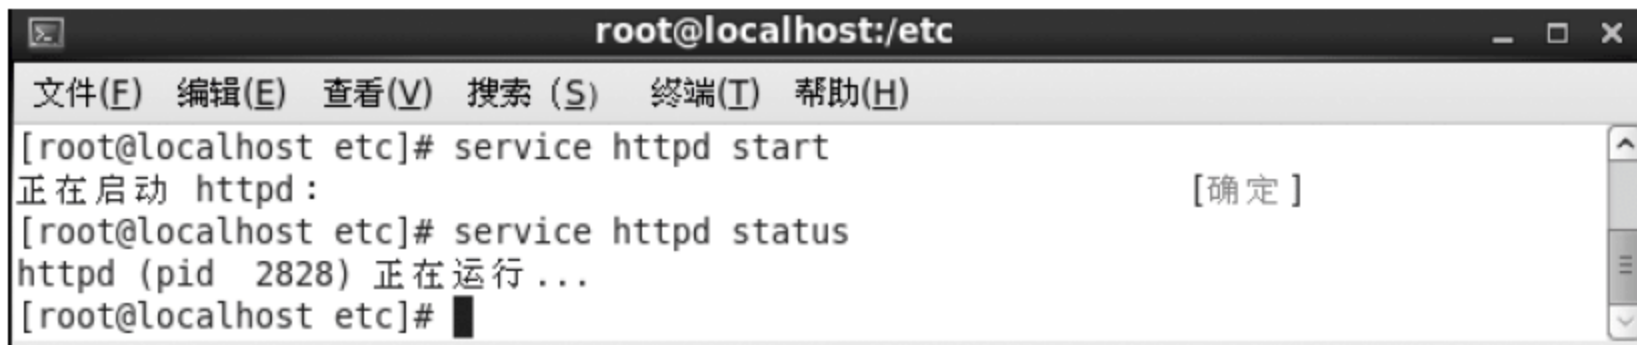 root@localhost:/etc
文件(F) 编辑(E) 查看(V) 搜索 (S) 终端(T) 帮助(H)
[root@localhost etc]# service httpd start
正在启动 httpd: [确定]
[root@localhost etc]# service httpd status
httpd (pid  2828) 正在运行...
[root@localhost etc]#